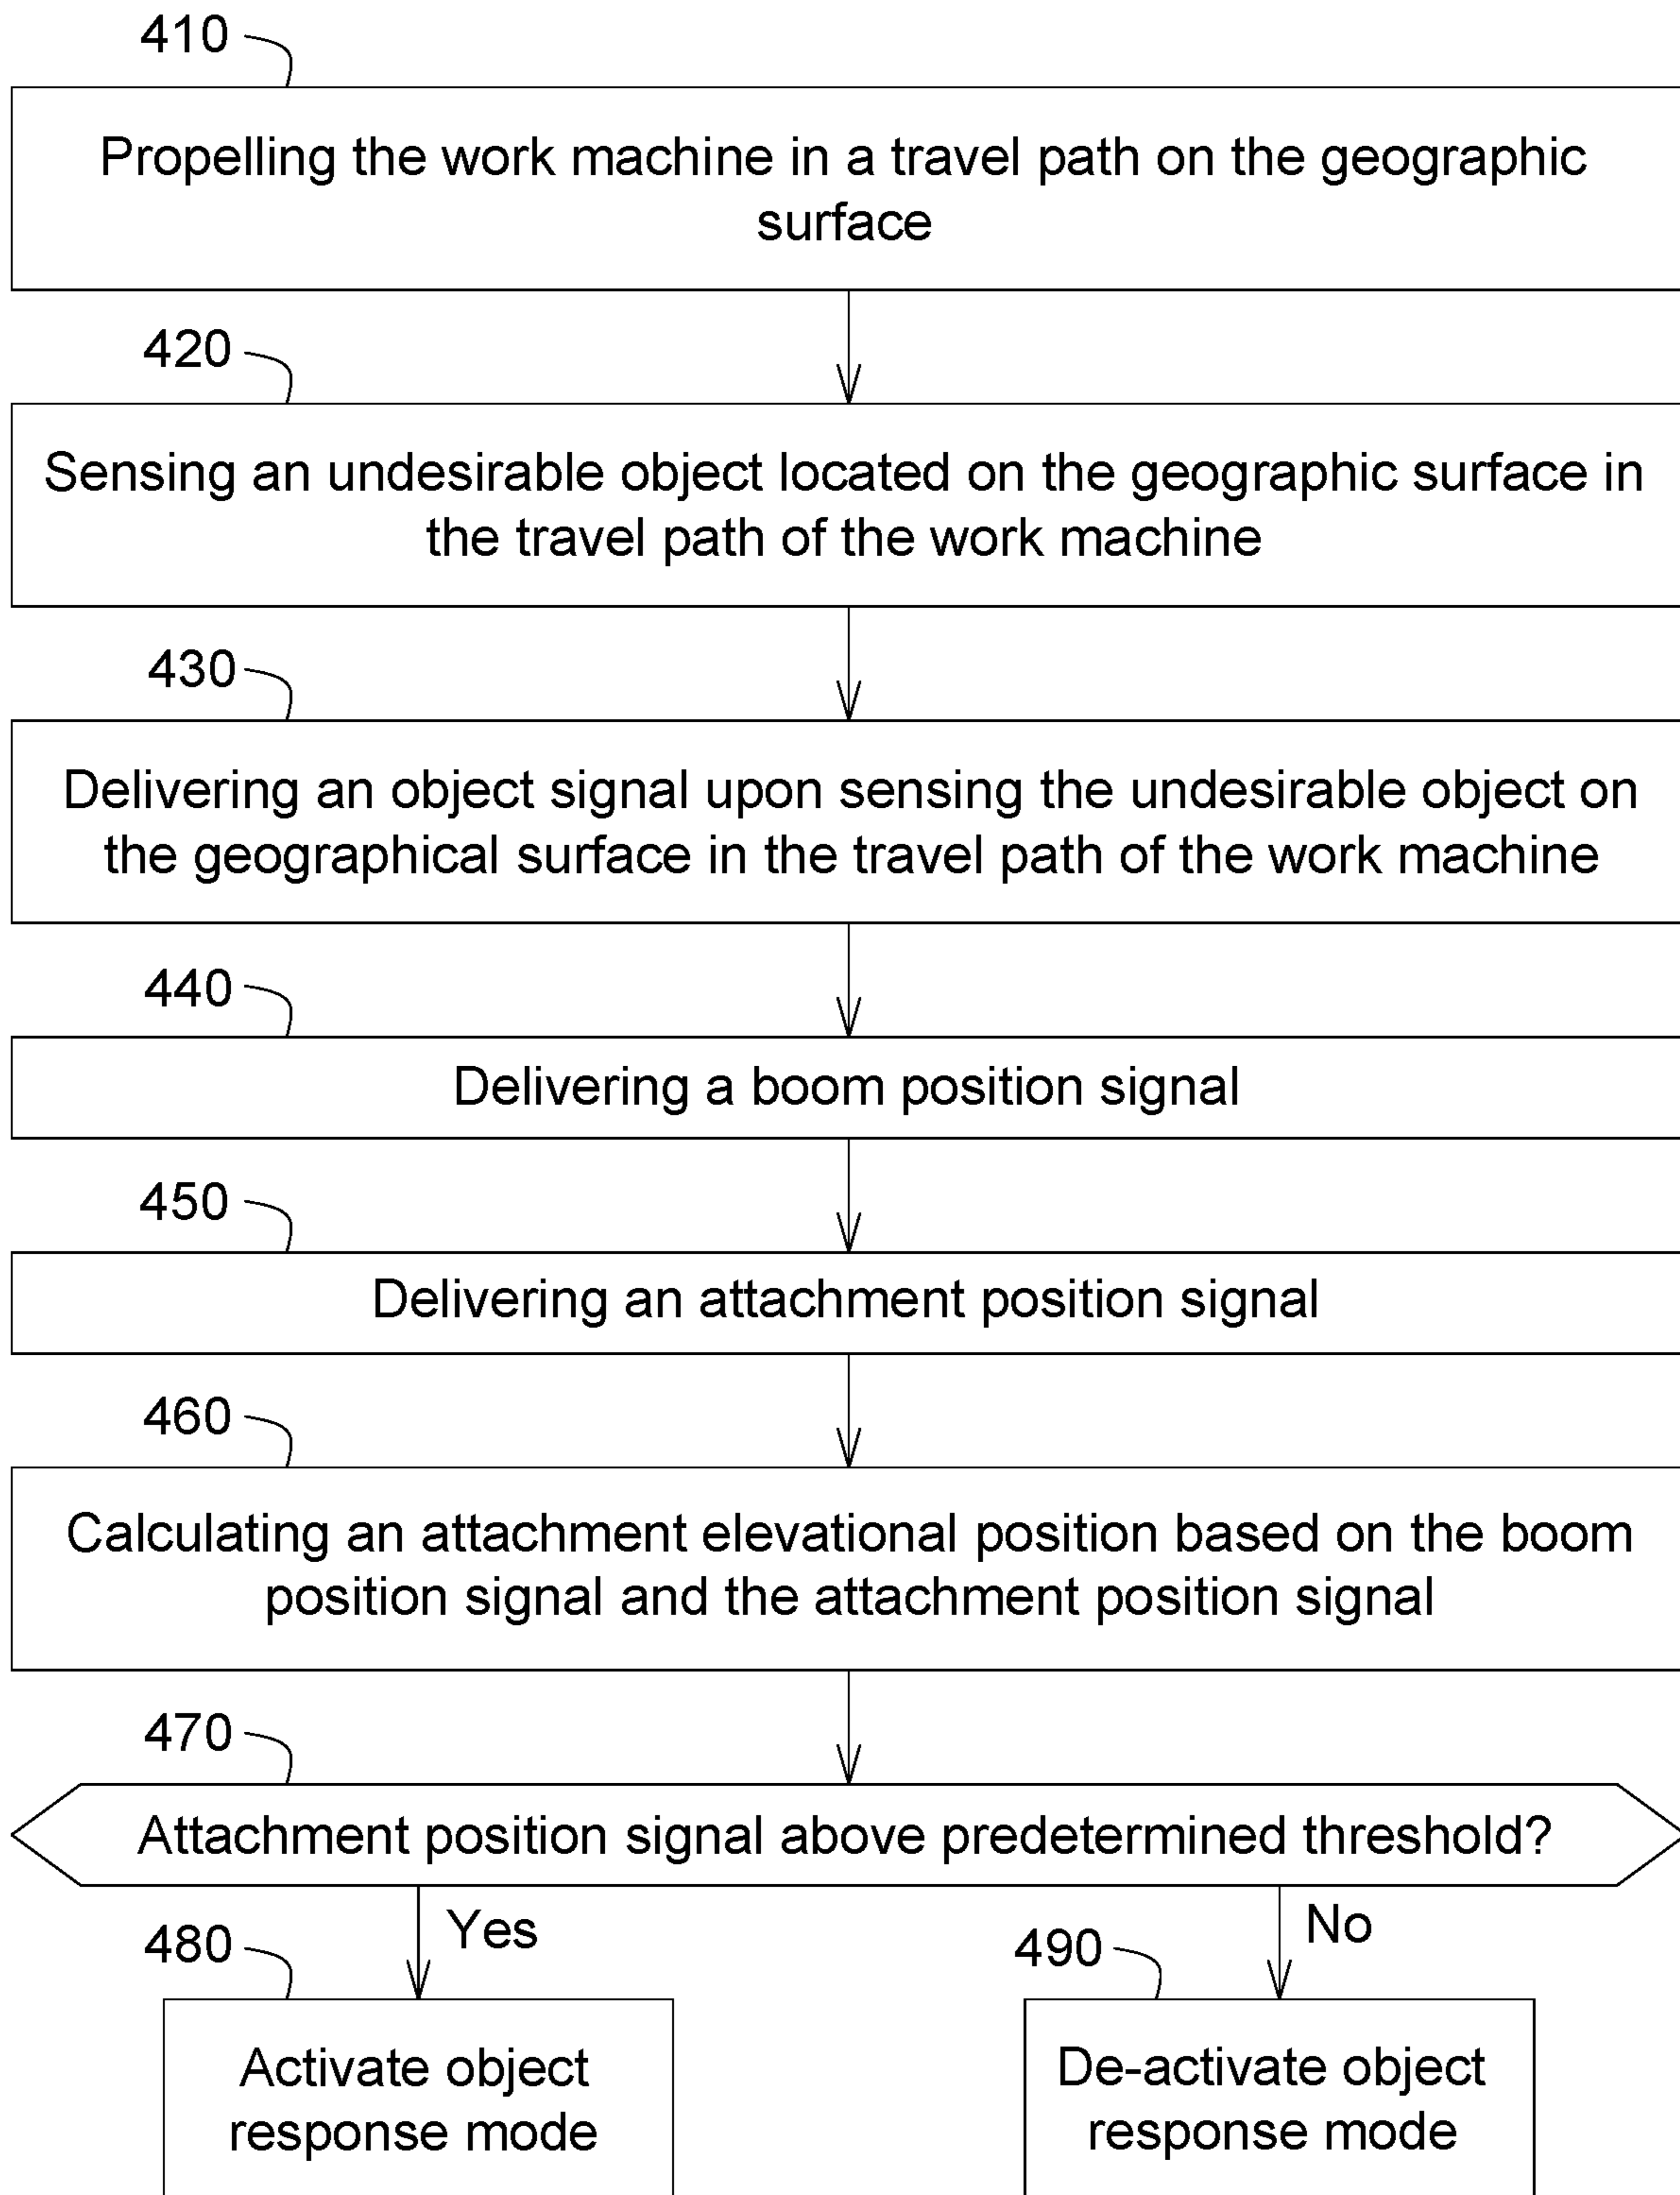 410
Propelling the work machine in a travel path on the geographic
surface
420
Sensing an undesirable object located on the geographic surface in
the travel path of the work machine
430
Delivering an object signal upon sensing the undesirable object on
the geographical surface in the travel path of the work machine
440
Delivering a boom position signal
450
Delivering an attachment position signal
460
Calculating an attachment elevational position based on the boom
position signal and the attachment position signal
470
Attachment position signal above predetermined threshold?
Yes
No
480
Activate object
response mode
490
De-activate object
response mode